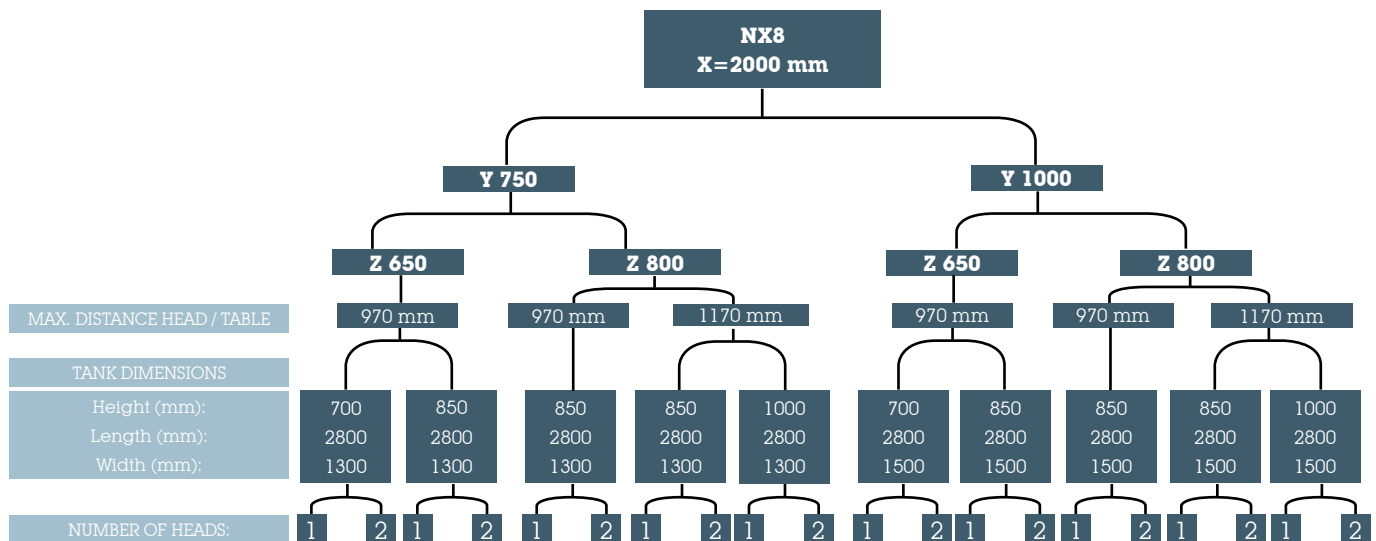 NX8
X=2000 mm
Y 750 Y 1000
Z 650 Z 800 Z 650 Z 800
MAX. DISTANCE HEAD / TABLE 970 mm 970 mm 1170 mm 970 mm 970 mm 1170 mm
TANK DIMENSIONS
Height (mm): 700 850 850 850 1000 700 850 850 850 1000
Length (mm): 2800 2800 2800 2800 2800 2800 2800 2800 2800 2800
Width (mm): 1300 1300 1300 1300 1300 1500 1500 1500 1500 1500
NUMBER OF HEADS: 1 2 1 2 1 2 1 2 1 2 1 2 1 2 1 2 1 2 1 2